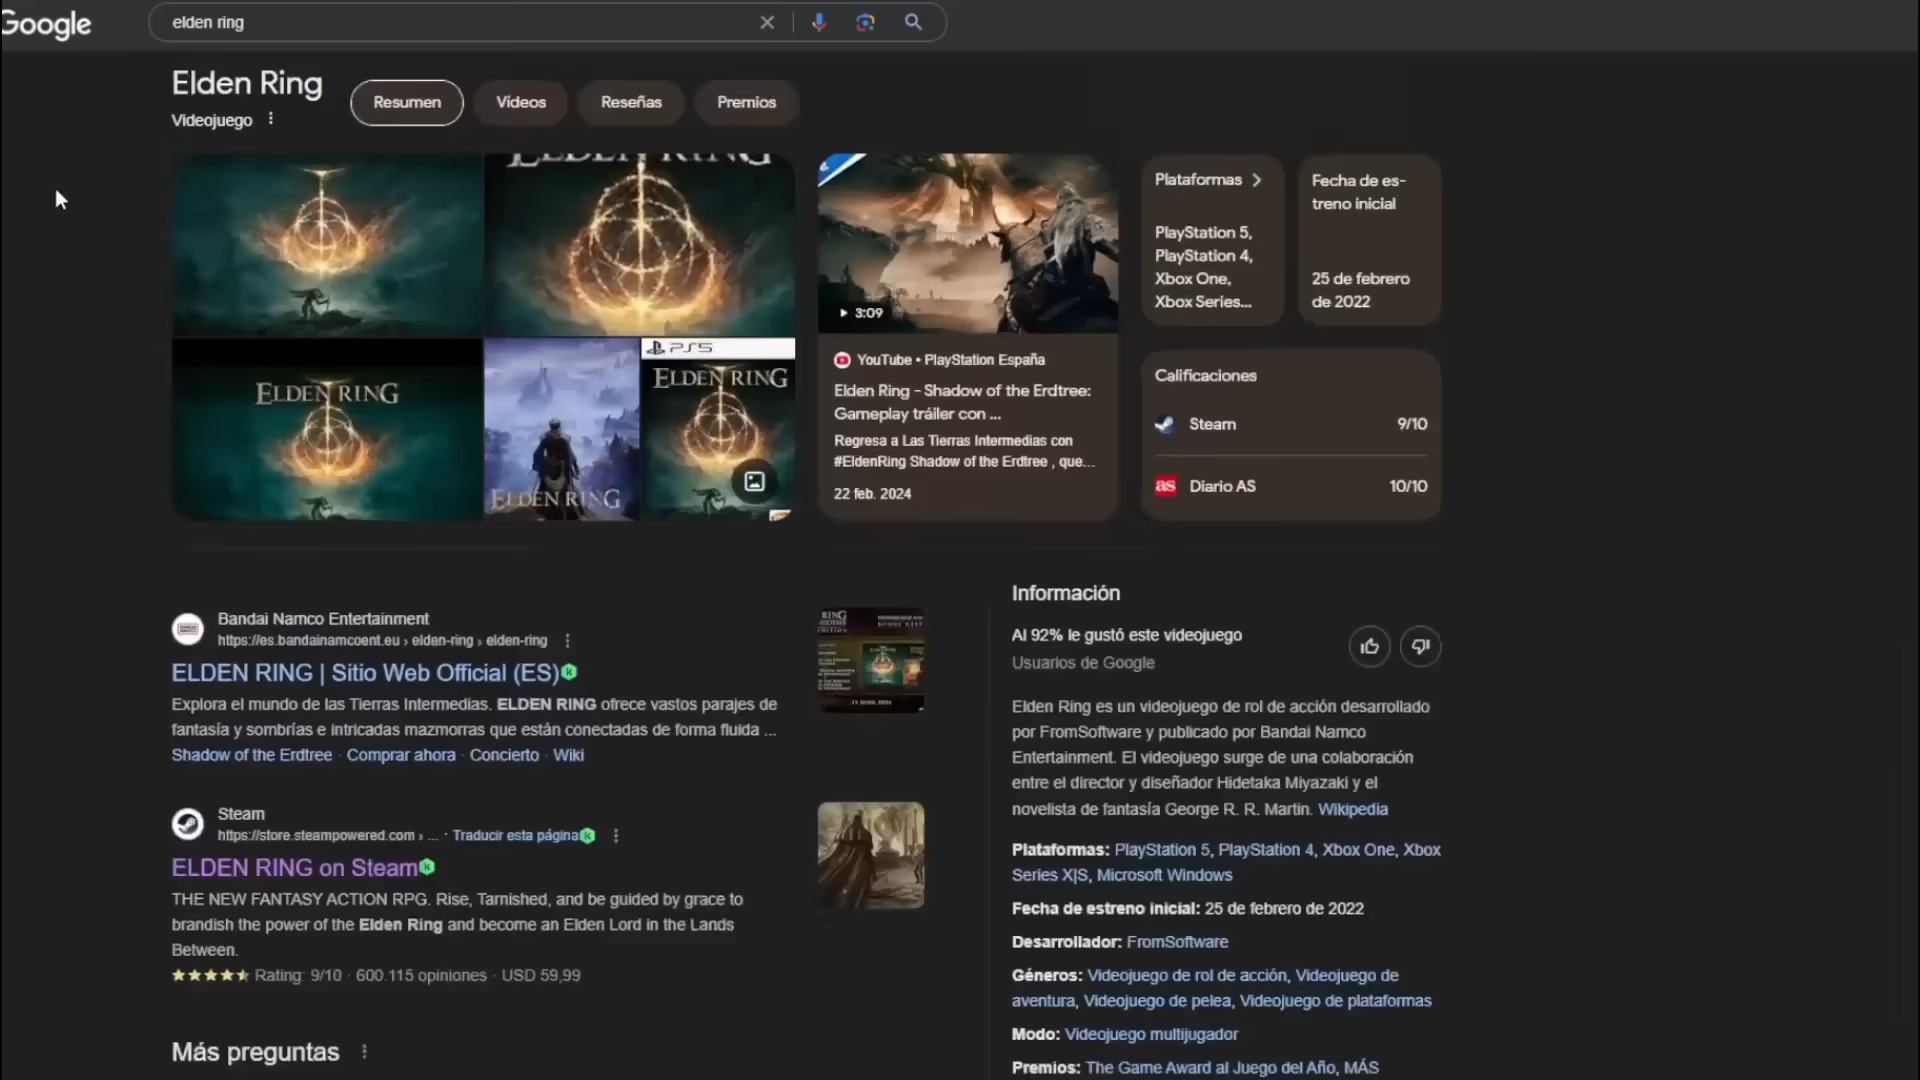 Google
elden ring
Elden Ring
Videojuego
Resumen
Vídeos
Reseñas
Premios
ELDEN RING
ELDEN RING
ELDEN RING
PS5
ELDEN RING
3:09
YouTube • PlayStation España
Elden Ring - Shadow of the Erdtree:
Gameplay tráiler con ...
Regresa a Las Tierras Intermedias con
#EldenRing Shadow of the Erdtree , que...
22 feb. 2024
Plataformas
PlayStation 5,
PlayStation 4,
Xbox One,
Xbox Series...
Fecha de es-
treno inicial
25 de febrero
de 2022
Calificaciones
Steam 9/10
as Diario AS 10/10
Bandai Namco Entertainment
https://es.bandainamcoent.eu › elden-ring › elden-ring
ELDEN RING | Sitio Web Official (ES)
Explora el mundo de las Tierras Intermedias. ELDEN RING ofrece vastos parajes de
fantasía y sombrías e intricadas mazmorras que están conectadas de forma fluida ...
Shadow of the Erdtree · Comprar ahora · Concierto · Wiki
RING
Steam
https://store.steampowered.com › ... · Traducir esta página
ELDEN RING on Steam
THE NEW FANTASY ACTION RPG. Rise, Tarnished, and be guided by grace to
brandish the power of the Elden Ring and become an Elden Lord in the Lands
Between.
Rating: 9/10 · 600.115 opiniones · USD 59,99
Más preguntas
Información
Al 92% le gustó este videojuego
Usuarios de Google
Elden Ring es un videojuego de rol de acción desarrollado
por FromSoftware y publicado por Bandai Namco
Entertainment. El videojuego surge de una colaboración
entre el director y diseñador Hidetaka Miyazaki y el
novelista de fantasía George R. R. Martin. Wikipedia
Plataformas: PlayStation 5, PlayStation 4, Xbox One, Xbox
Series X|S, Microsoft Windows
Fecha de estreno inicial: 25 de febrero de 2022
Desarrollador: FromSoftware
Géneros: Videojuego de rol de acción, Videojuego de
aventura, Videojuego de pelea, Videojuego de plataformas
Modo: Videojuego multijugador
Premios: The Game Award al Juego del Año, MÁS